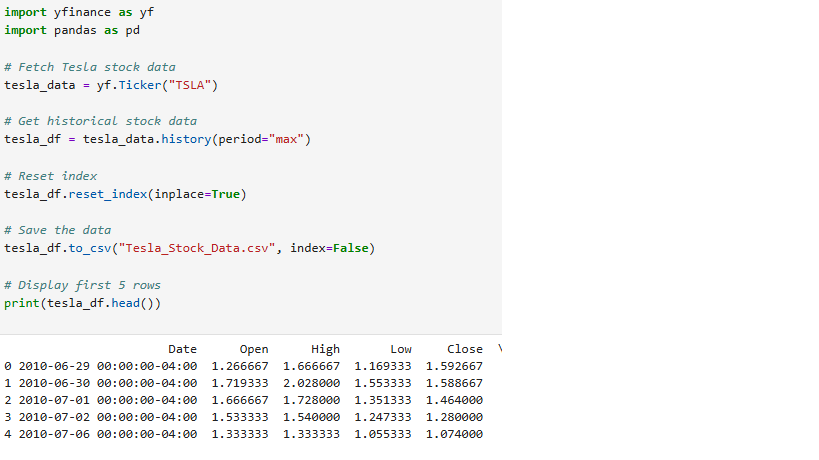 import yfinance as yf
import pandas as pd
# Fetch Tesla stock data
tesla_data = yf.Ticker("TSLA")
# Get historical stock data
tesla_df = tesla_data.history(period="max")
# Reset index
tesla_df.reset_index(inplace=True)
# Save the data
tesla_df.to_csv("Tesla_Stock_Data.csv", index=False)
# Display first 5 rows
print(tesla_df.head())
Date Open High Low Close \
0 2010-06-29 00:00:00-04:00 1.266667 1.666667 1.169333 1.592667
1 2010-06-30 00:00:00-04:00 1.719333 2.028000 1.553333 1.588667
2 2010-07-01 00:00:00-04:00 1.666667 1.728000 1.351333 1.464000
3 2010-07-02 00:00:00-04:00 1.533333 1.540000 1.247333 1.280000
4 2010-07-06 00:00:00-04:00 1.333333 1.333333 1.055333 1.074000